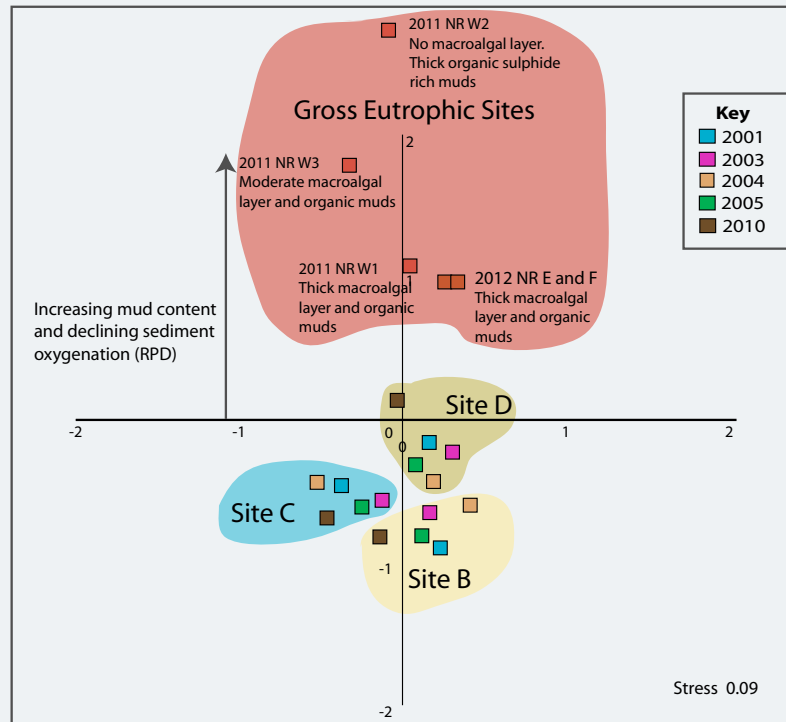 2011 NR W2
No macroalgal layer.
Thick organic sulphide
rich muds
Gross Eutrophic Sites
Key
2001
2003
2004
2005
2010
2
2011 NR W3
Moderate macroalgal
layer and organic muds
2011 NR W1
Thick macroalgal
layer and organic
muds
1
2012 NR E and F
Thick macroalgal
layer and organic
muds
Increasing mud content
and declining sediment
oxygenation (RPD)
Site D
-2
-1
0
0
1
2
Site C
Site B
-1
-2
Stress 0.09